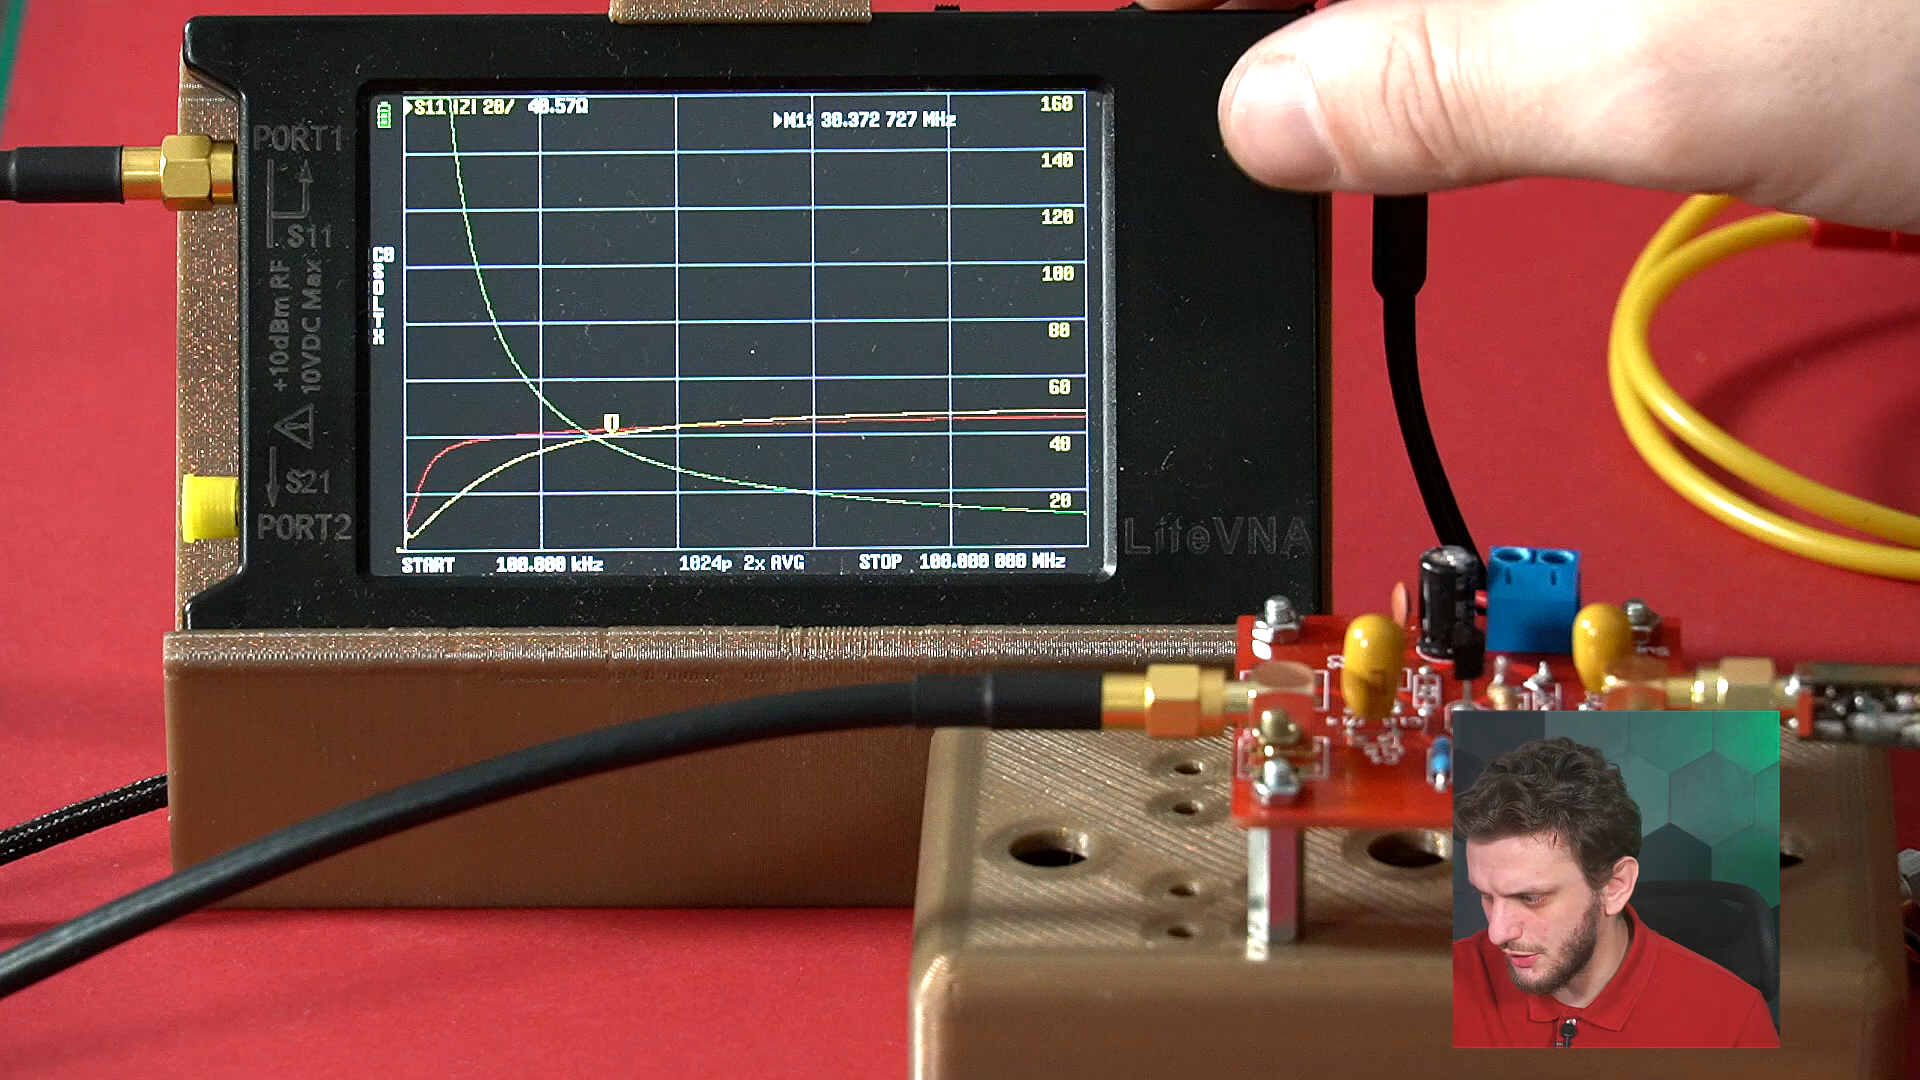 S11 |Z| 20/ 40.57Ω
M1: 30.372 727 MHz
160
140
120
100
80
60
40
20
C0
START 100.000 kHz 1024p 2x AVG STOP 100.000 000 MHz
PORT1
S11
+10dBm RF
10VDC Max
S21
PORT2
LiteVNA